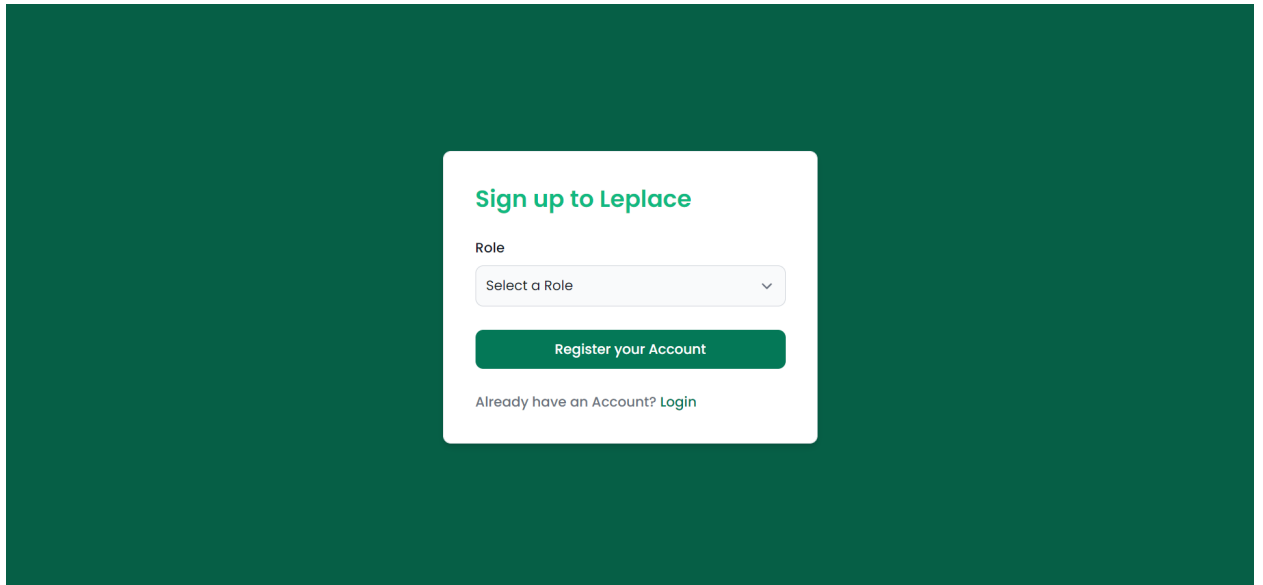 Sign up to Leplace
Role
Select a Role
Register your Account
Already have an Account? Login